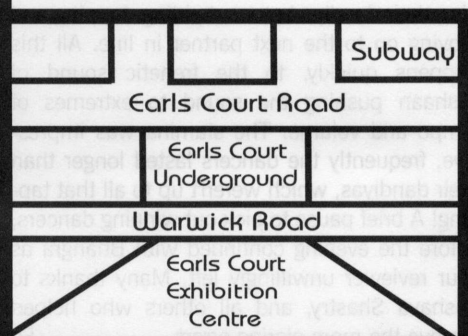 Subway
Earls Court Road
Earls Court
Underground
Warwick Road
Earls Court
Exhibition
Centre